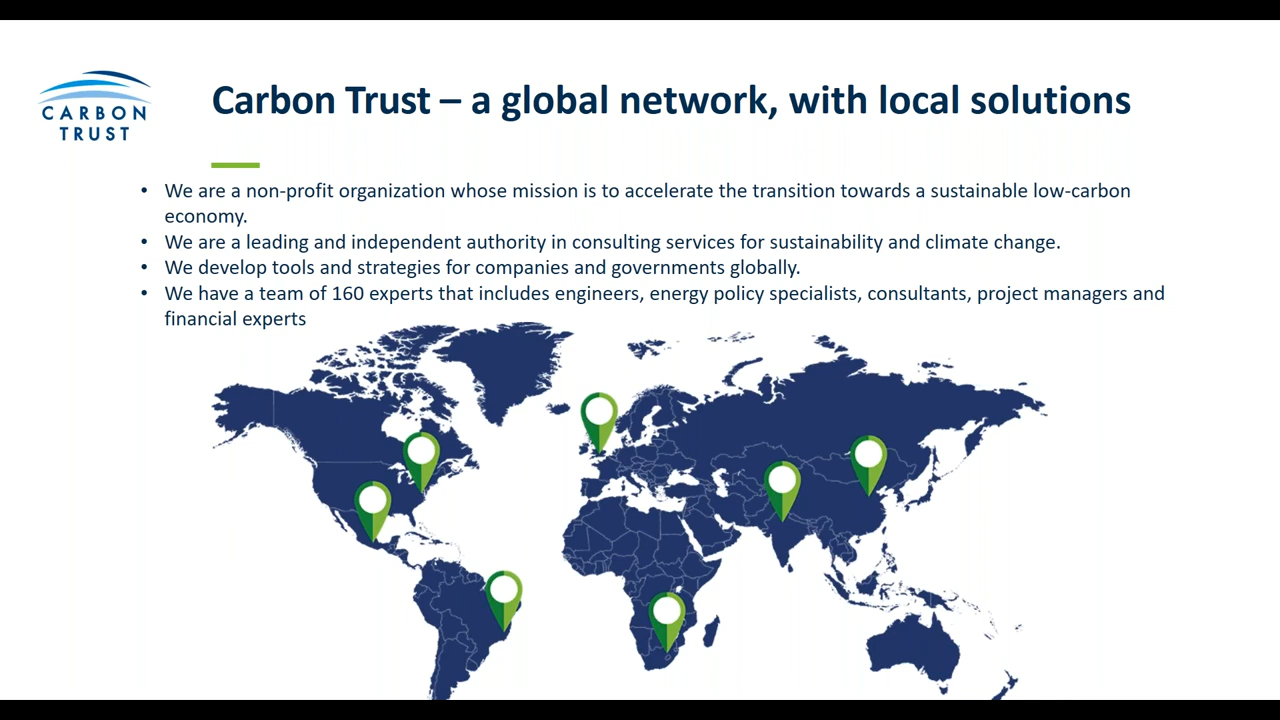 CARBON
TRUST
Carbon Trust – a global network, with local solutions
• We are a non-profit organization whose mission is to accelerate the transition towards a sustainable low-carbon
economy.
• We are a leading and independent authority in consulting services for sustainability and climate change.
• We develop tools and strategies for companies and governments globally.
• We have a team of 160 experts that includes engineers, energy policy specialists, consultants, project managers and
financial experts